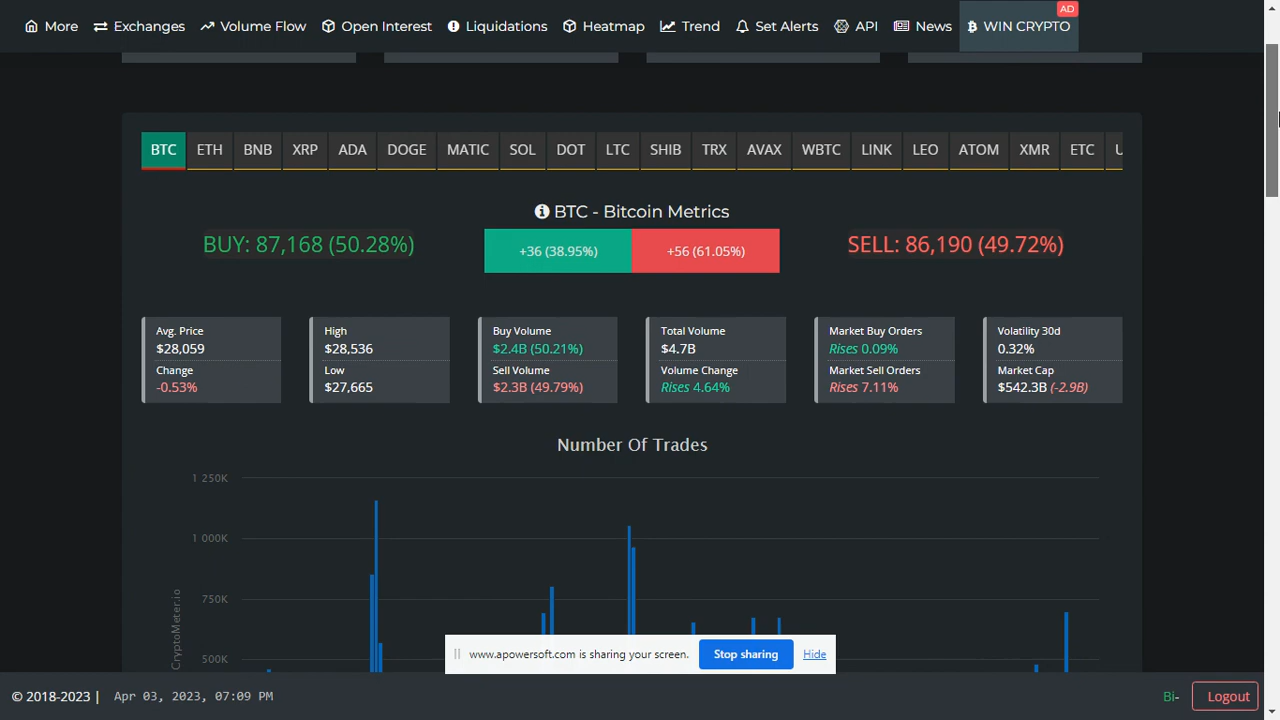 More Exchanges Volume Flow Open Interest Liquidations Heatmap Trend Set Alerts API News WIN CRYPTO AD
BTC ETH BNB XRP ADA DOGE MATIC SOL DOT LTC SHIB TRX AVAX WBTC LINK LEO ATOM XMR ETC
BTC - Bitcoin Metrics
BUY: 87,168 (50.28%) +36 (38.95%) +56 (61.05%) SELL: 86,190 (49.72%)
Avg. Price High Buy Volume Total Volume Market Buy Orders Volatility 30d
$28,059 $28,536 $2.4B (50.21%) $4.7B Rises 0.09% 0.32%
Change Low Sell Volume Volume Change Market Sell Orders Market Cap
-0.53% $27,665 $2.3B (49.79%) Rises 4.64% Rises 7.11% $542.3B (-2.9B)
Number Of Trades
1 250K
1 000K
750K
500K
CryptoMeter.io
www.apowersoft.com is sharing your screen. Stop sharing Hide
© 2018-2023 | Apr 03, 2023, 07:09 PM Bi- Logout